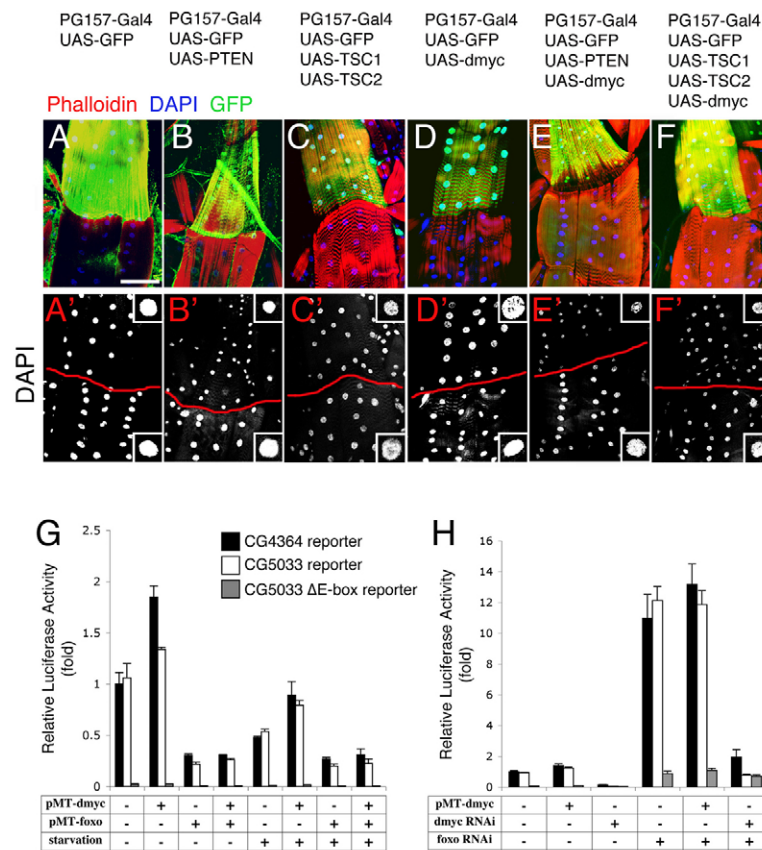 PG157-Gal4 PG157-Gal4 PG157-Gal4 PG157-Gal4 PG157-Gal4 PG157-Gal4
UAS-GFP UAS-GFP UAS-GFP UAS-GFP UAS-GFP UAS-GFP
UAS-PTEN UAS-TSC1 UAS-dmyc UAS-PTEN UAS-TSC1
UAS-TSC2 UAS-dmyc UAS-TSC2
UAS-dmyc
Phalloidin DAPI GFP
A B C D E F
DAPI
A' B' C' D' E' F'
G
Relative Luciferase Activity
(fold)
2.5
2
1.5
1
0.5
0
CG4364 reporter
CG5033 reporter
CG5033 ΔE-box reporter
pMT-dmyc - + - + - + - +
pMT-foxo - - + + - - + +
starvation - - - - + + + +
H
Relative Luciferase Activity
(fold)
16
14
12
10
8
6
4
2
0
pMT-dmyc - + - - + -
dmyc RNAi - - + - - +
foxo RNAi - - - + + +